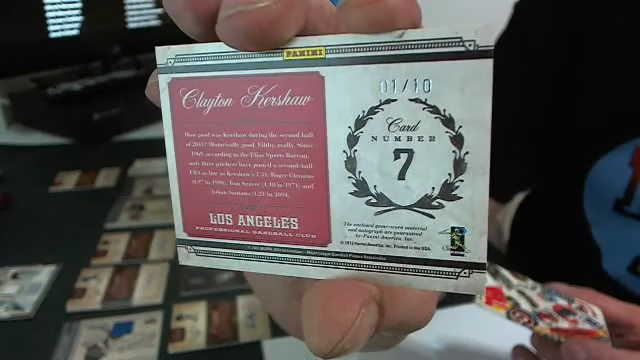 PANINI
01/10
Clayton Kershaw
How good was Kershaw during the second half
of 2011? Historically good. Filthy, really. Since
1969, according to the Elias Sports Bureau,
only three pitchers have posted a second-half
ERA as low as Kershaw's 1.31: Roger Clemens
(0.97 in 1990), Tom Seaver (1.10 in 1971) and
Johan Santana (1.21 in 2004).
LOS ANGELES
PROFESSIONAL BASEBALL CLUB
Card
NUMBER
7
The enclosed game-worn material
and autograph are guaranteed
by Panini America, Inc.
© 2012 Panini America, Inc. Printed in the USA